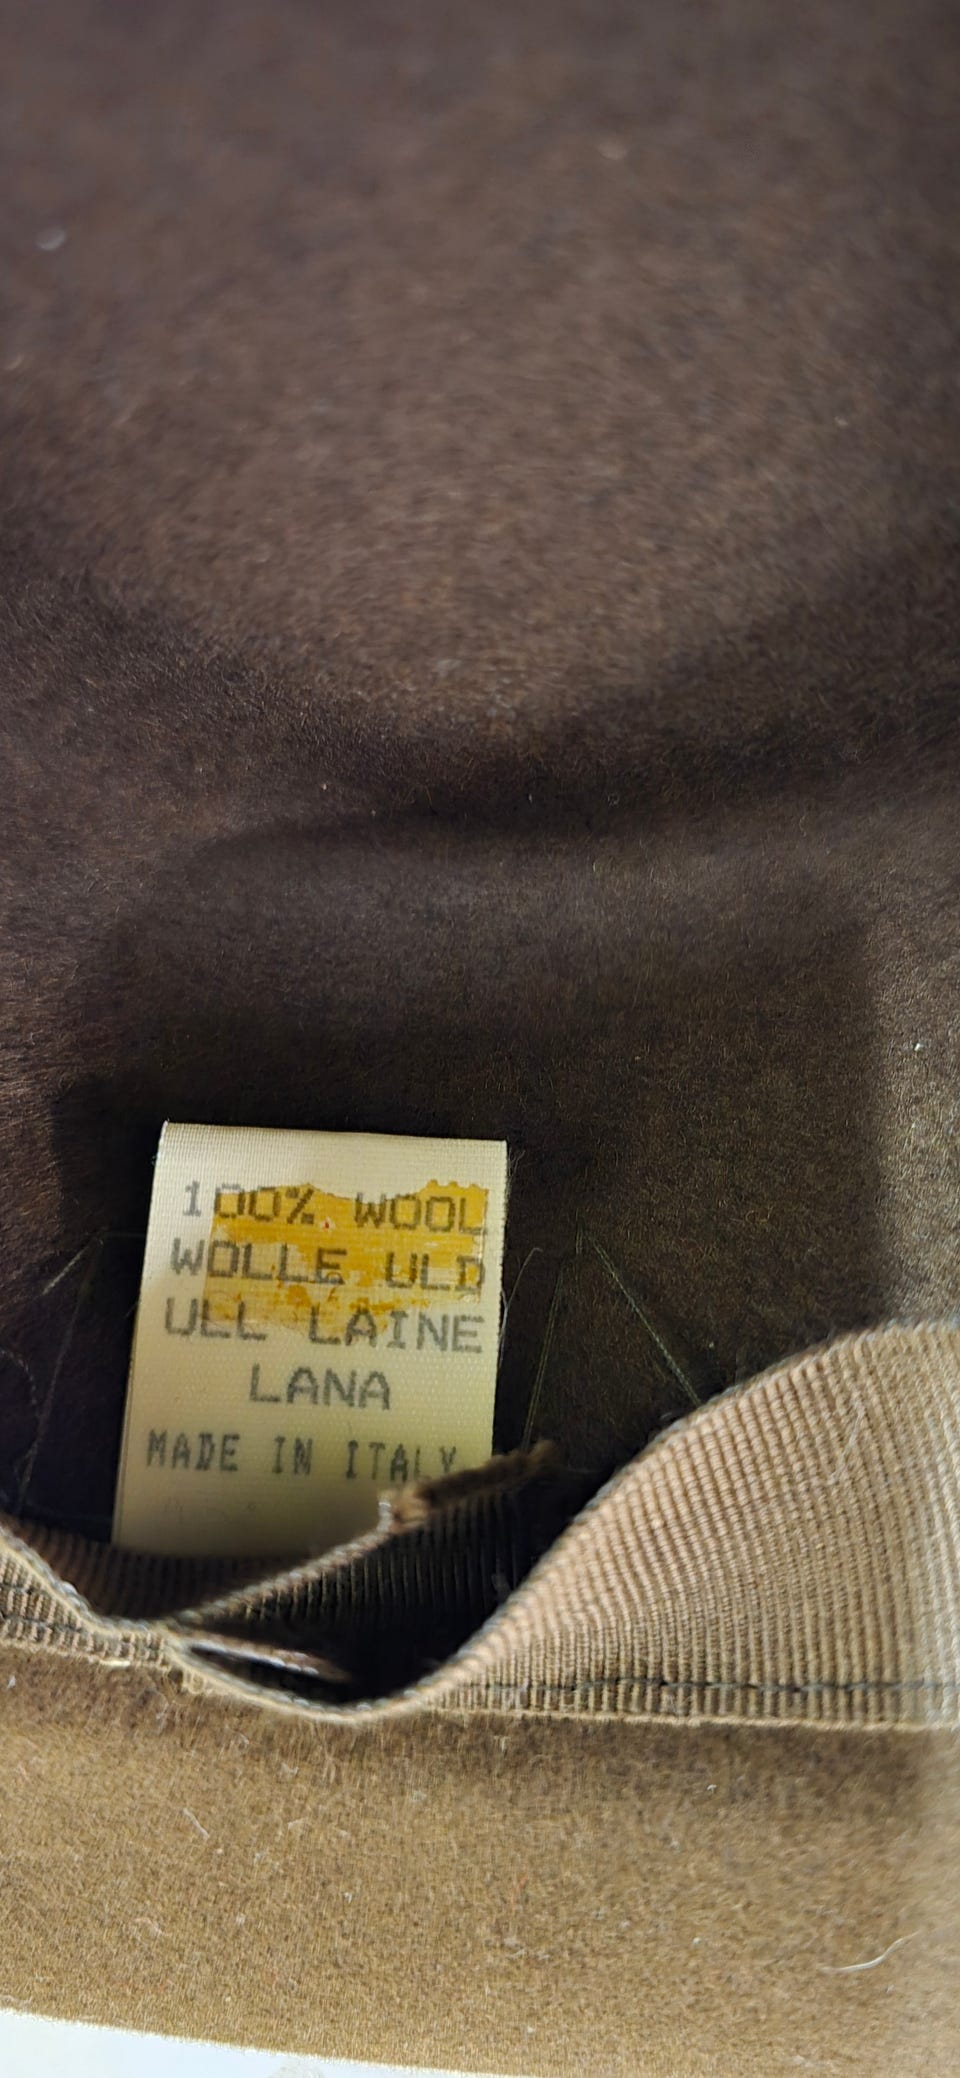 100% WOOL
WOLLE ULD
ULL LAINE
LANA
MADE IN ITALY